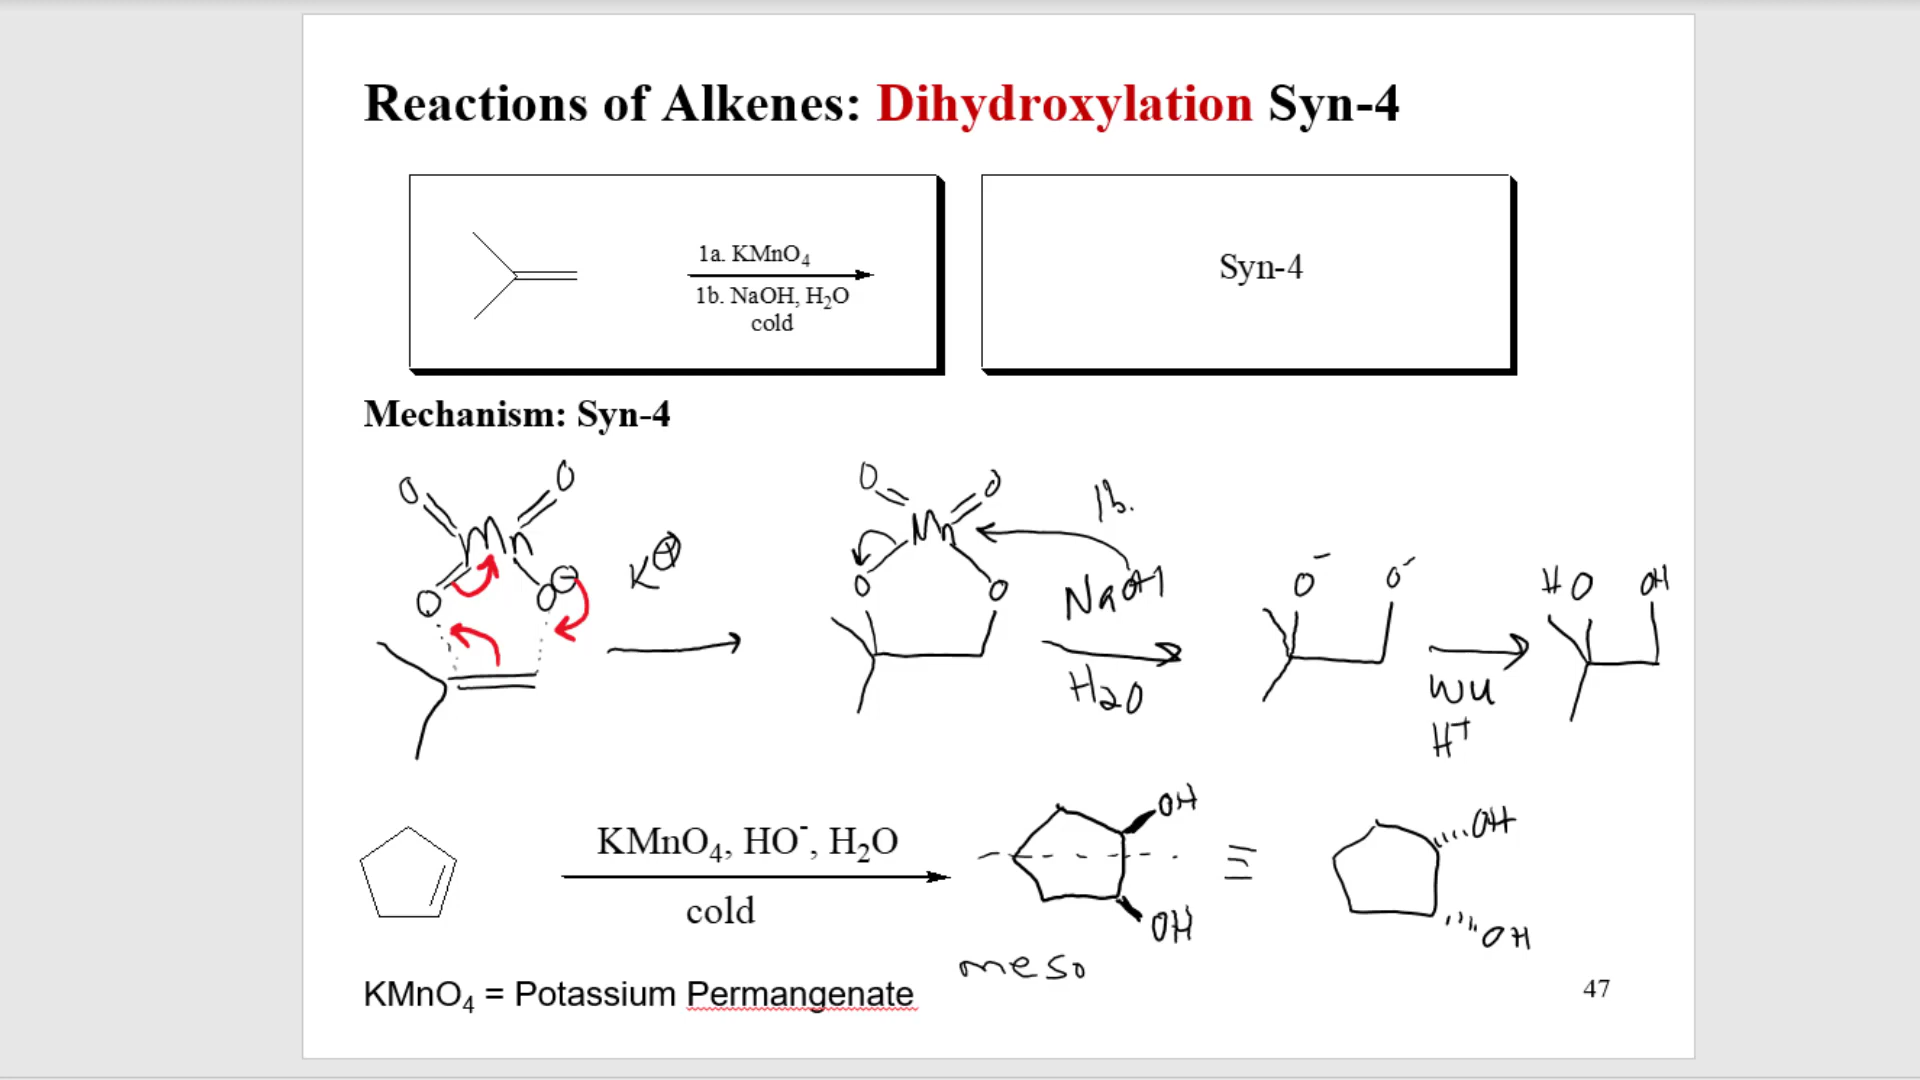 Reactions of Alkenes: Dihydroxylation Syn-4
1a. KMnO4
1b. NaOH, H2O
cold
Syn-4
Mechanism: Syn-4
O O
Mn
O O⊖
K⊕
O O
Mn
O O
1b.
NaOH
H2O
O⁻ O⁻
WU
H⁺
HO OH
KMnO4, HO⁻, H2O
cold
OH
OH
meso
≡
OH
OH
KMnO4 = Potassium Permangenate
47